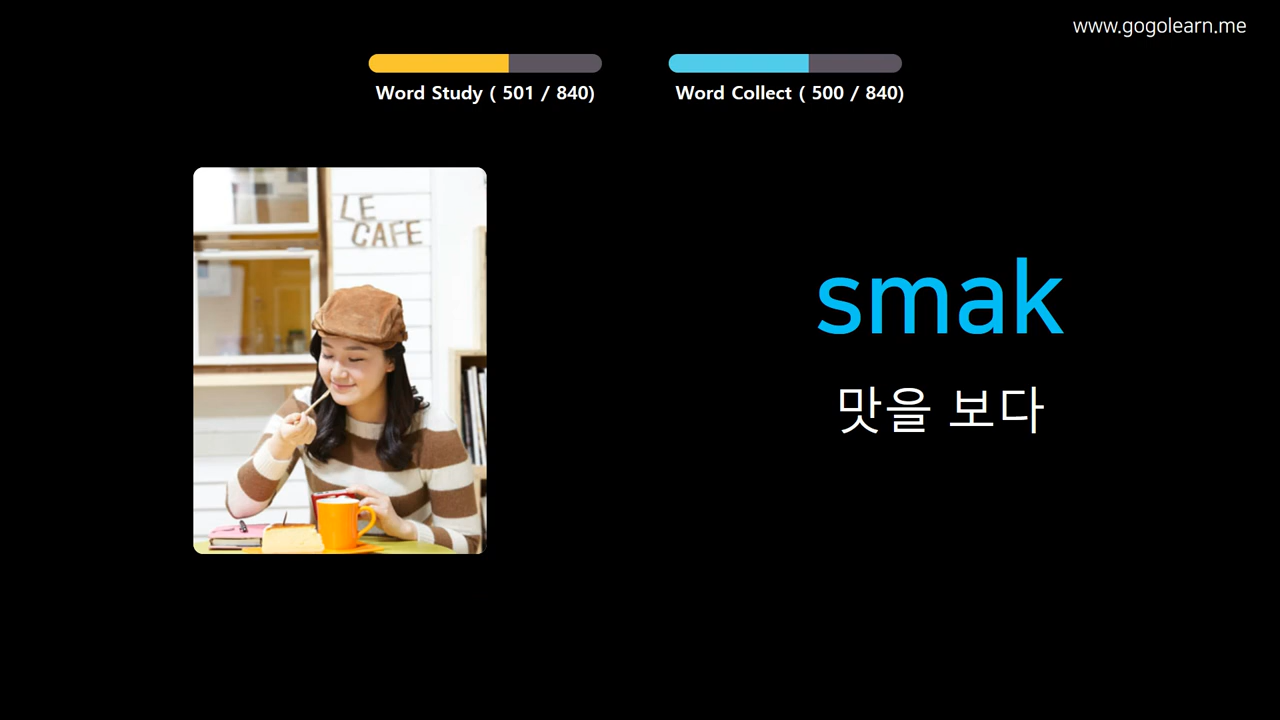 www.gogolearn.me
Word Study ( 501 / 840)
Word Collect ( 500 / 840)
LE
CAFE
smak
맛을 보다